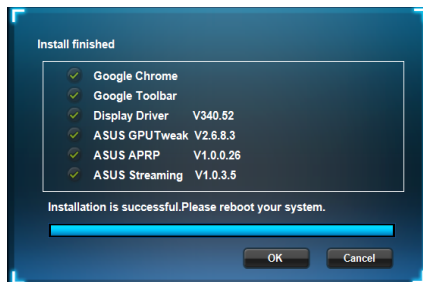 Install finished
Google Chrome
Google Toolbar
Display Driver V340.52
ASUS GPUTweak V2.6.8.3
ASUS APRP V1.0.0.26
ASUS Streaming V1.0.3.5
Installation is successful.Please reboot your system.
OK Cancel